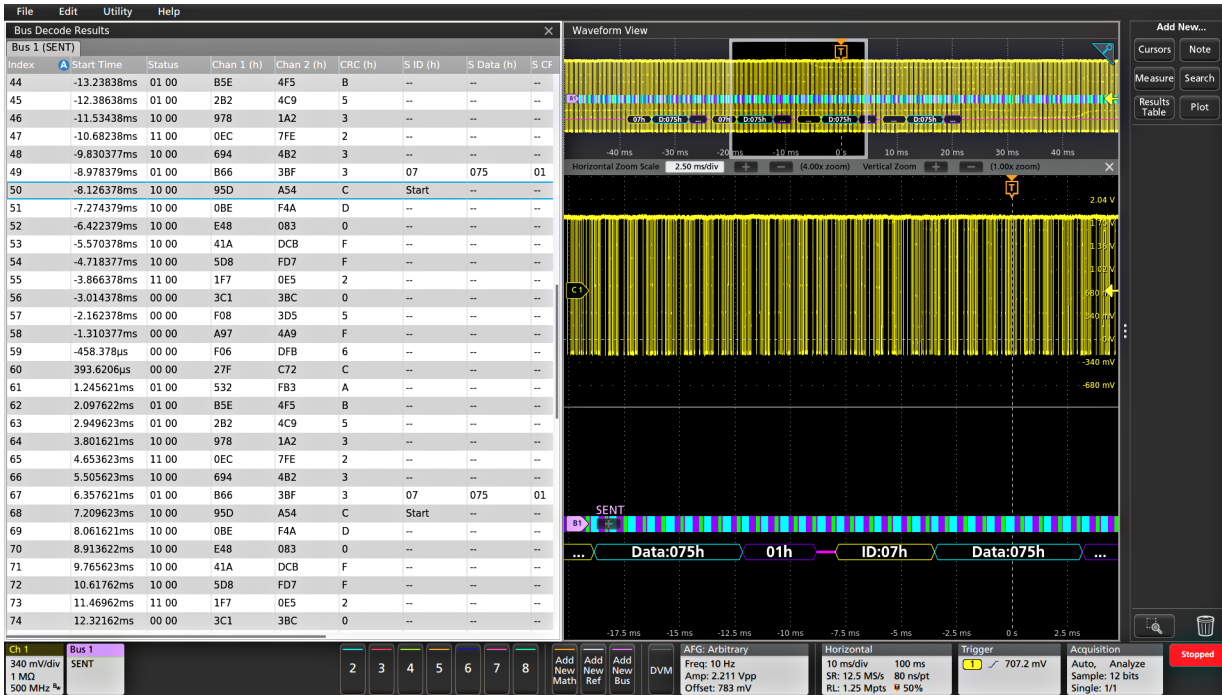 File Edit Utility Help
Bus Decode Results
Bus 1 (SENT)
Index Start Time Status Chan 1 (h) Chan 2 (h) CRC (h) S ID (h) S Data (h) S CF
44 -13.23838ms 01 00 B5E 4F5 B -- -- --
45 -12.38638ms 01 00 2B2 4C9 5 -- -- --
46 -11.53438ms 10 00 978 1A2 3 -- -- --
47 -10.68238ms 11 00 0EC 7FE 2 -- -- --
48 -9.830377ms 10 00 694 4B2 3 -- -- --
49 -8.978379ms 01 00 B66 3BF 3 07 075 01
50 -8.126378ms 10 00 95D A54 C Start -- --
51 -7.274379ms 10 00 0BE F4A D -- -- --
52 -6.422379ms 10 00 E48 083 0 -- -- --
53 -5.570378ms 10 00 41A DCB F -- -- --
54 -4.718377ms 10 00 5D8 FD7 F -- -- --
55 -3.866378ms 11 00 1F7 0E5 2 -- -- --
56 -3.014378ms 00 00 3C1 3BC 0 -- -- --
57 -2.162378ms 00 00 F08 3D5 5 -- -- --
58 -1.310377ms 00 00 A97 4A9 F -- -- --
59 -458.378µs 00 00 F06 DFB 6 -- -- --
60 393.6206µs 00 00 27F C72 C -- -- --
61 1.245621ms 01 00 532 FB3 A -- -- --
62 2.097622ms 01 00 B5E 4F5 B -- -- --
63 2.949623ms 01 00 2B2 4C9 5 -- -- --
64 3.801621ms 10 00 978 1A2 3 -- -- --
65 4.653623ms 11 00 0EC 7FE 2 -- -- --
66 5.505623ms 10 00 694 4B2 3 -- -- --
67 6.357621ms 01 00 B66 3BF 3 07 075 01
68 7.209623ms 10 00 95D A54 C Start -- --
69 8.061621ms 10 00 0BE F4A D -- -- --
70 8.913622ms 10 00 E48 083 0 -- -- --
71 9.765623ms 10 00 41A DCB F -- -- --
72 10.61762ms 10 00 5D8 FD7 F -- -- --
73 11.46962ms 11 00 1F7 0E5 2 -- -- --
74 12.32162ms 00 00 3C1 3BC 0 -- -- --
Waveform View
T
07h D:075h ... 07h D:075h ... ... D:075h ... D:075h ...
-40 ms -30 ms -20 ms -10 ms 0 s 10 ms 20 ms 30 ms 40 ms
Horizontal Zoom Scale 2.50 ms/div + − (4.00x zoom) Vertical Zoom + − (1.00x zoom)
T
2.04 V
1.36 V
1.02 V
680 mV
340 mV
0 V
-340 mV
-680 mV
C1
SENT
B1
... Data:075h 01h ID:07h Data:075h ...
-17.5 ms -15 ms -12.5 ms -10 ms -7.5 ms -5 ms -2.5 ms 0 s 2.5 ms
Add New...
Cursors Note
Measure Search
Results Table Plot
Ch 1
340 mV/div
1 MΩ
500 MHz
Bus 1
SENT
2 3 4 5 6 7 8
Add New Math
Add New Ref
Add New Bus
DVM
AFG: Arbitrary
Freq: 10 Hz
Amp: 2.211 Vpp
Offset: 783 mV
Horizontal
10 ms/div 100 ms
SR: 12.5 MS/s 80 ns/pt
RL: 1.25 Mpts 50%
Trigger
1 707.2 mV
Acquisition
Auto, Analyze
Sample: 12 bits
Single: 1/1
Stopped